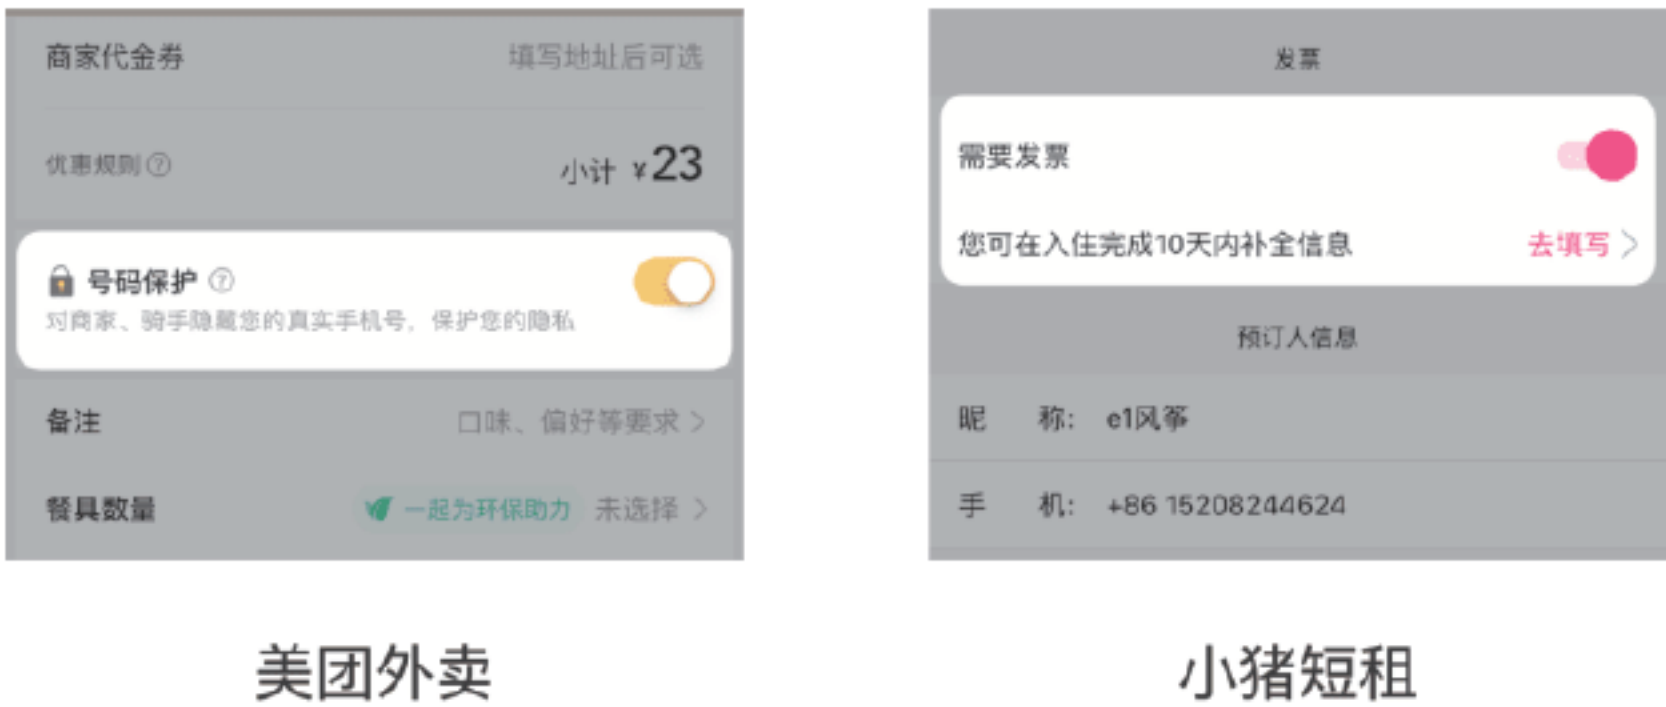 商家代金券 填写地址后可选
优惠规则 ? 小计 ¥23
号码保护 ?
对商家、骑手隐藏您的真实手机号，保护您的隐私
备注 口味、偏好等要求 >
餐具数量 一起为环保助力 未选择 >
美团外卖
发票
需要发票
您可在入住完成10天内补全信息 去填写 >
预订人信息
昵 称: e1风筝
手 机: +86 15208244624
小猪短租